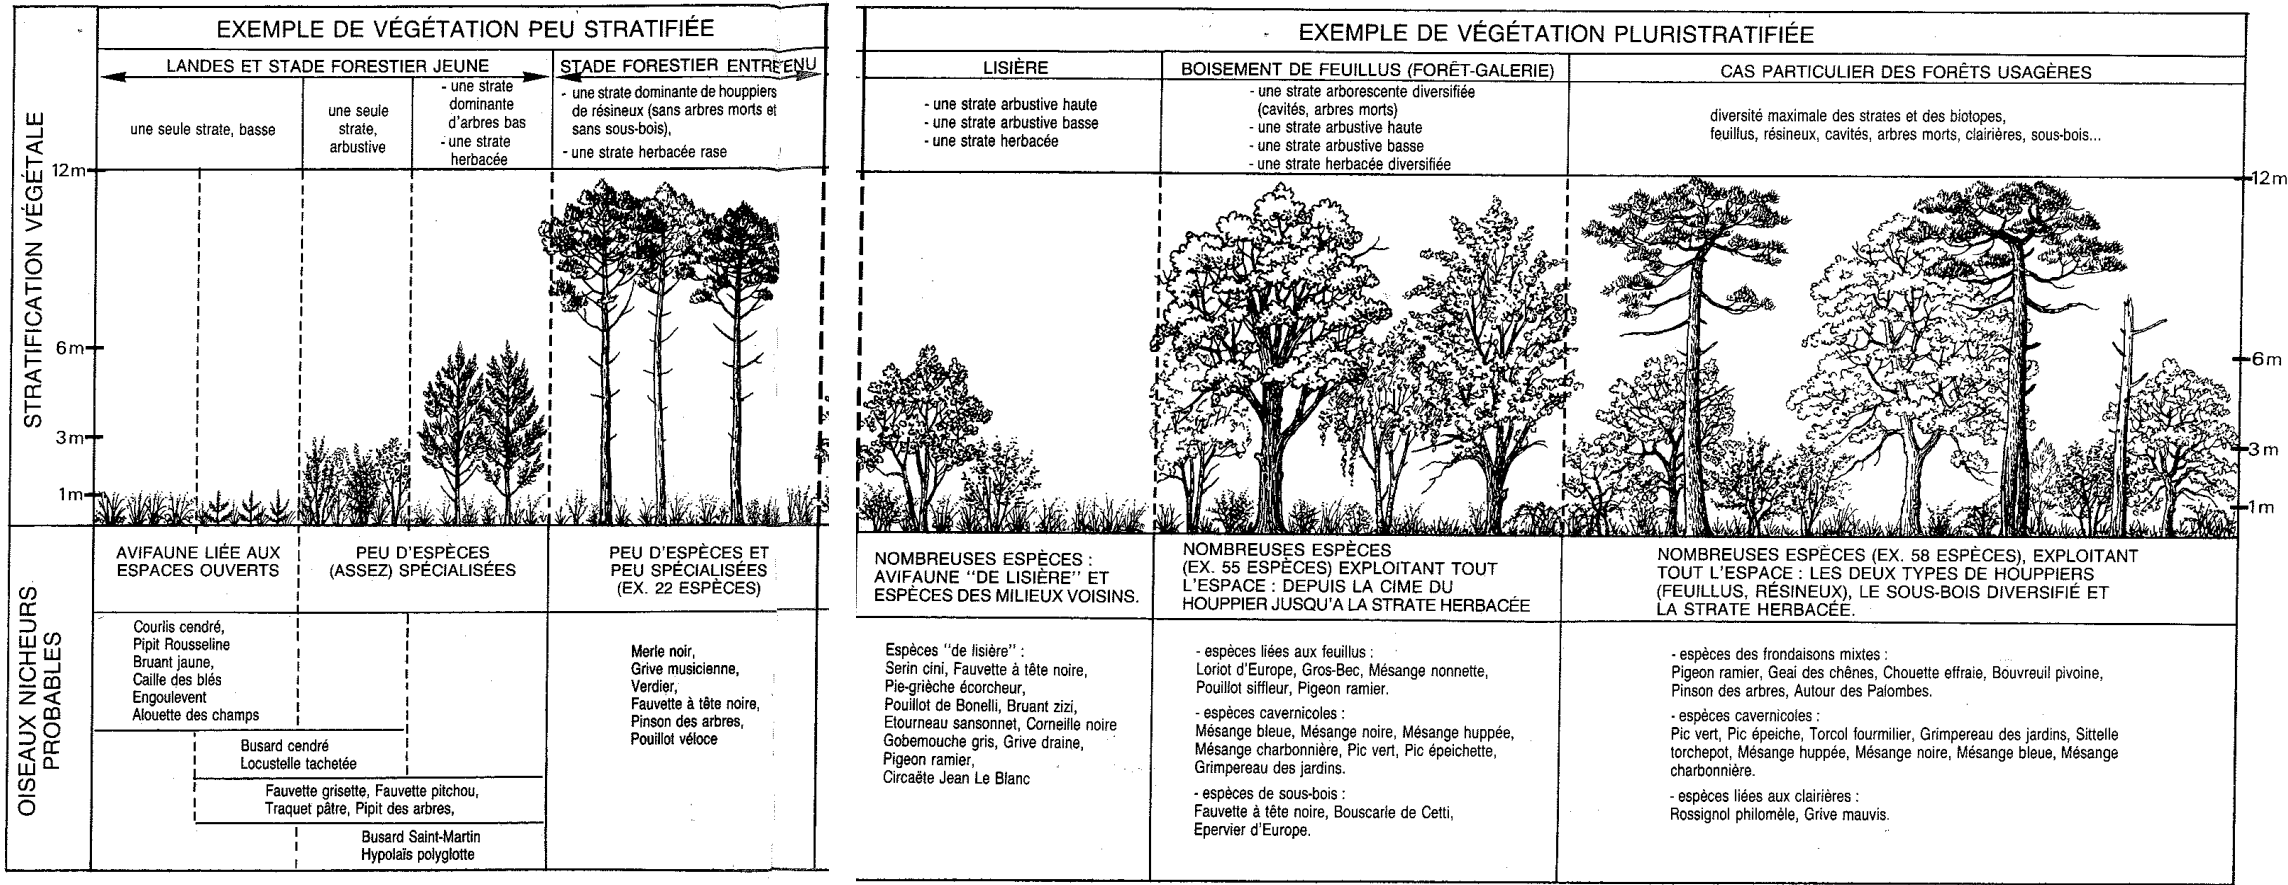 EXEMPLE DE VÉGÉTATION PEU STRATIFIÉE
LANDES ET STADE FORESTIER JEUNE
STADE FORESTIER ENTRETENU
STRATIFICATION VÉGÉTALE
une seule strate, basse
une seule
strate,
arbustive
- une strate
dominante
d'arbres bas
- une strate
herbacée
- une strate dominante de houppiers
de résineux (sans arbres morts et
sans sous-bois),
- une strate herbacée rase
12m
6m
3m
1m
OISEAUX NICHEURS
PROBABLES
AVIFAUNE LIÉE AUX
ESPACES OUVERTS
PEU D'ESPÈCES
(ASSEZ) SPÉCIALISÉES
PEU D'ESPÈCES ET
PEU SPÉCIALISÉES
(EX. 22 ESPÈCES)
Courlis cendré,
Pipit Rousseline
Bruant jaune,
Caille des blés
Engoulevent
Alouette des champs
Busard cendré
Locustelle tachetée
Fauvette grisette, Fauvette pitchou,
Traquet pâtre, Pipit des arbres,
Busard Saint-Martin
Hypolaïs polyglotte
Merle noir,
Grive musicienne,
Verdier,
Fauvette à tête noire,
Pinson des arbres,
Pouillot véloce
EXEMPLE DE VÉGÉTATION PLURISTRATIFIÉE
LISIÈRE
BOISEMENT DE FEUILLUS (FORÊT-GALERIE)
CAS PARTICULIER DES FORÊTS USAGÈRES
- une strate arbustive haute
- une strate arbustive basse
- une strate herbacée
- une strate arborescente diversifiée
(cavités, arbres morts)
- une strate arbustive haute
- une strate arbustive basse
- une strate herbacée diversifiée
diversité maximale des strates et des biotopes,
feuillus, résineux, cavités, arbres morts, clairières, sous-bois...
12m
6m
3m
1m
NOMBREUSES ESPÈCES :
AVIFAUNE "DE LISIÈRE" ET
ESPÈCES DES MILIEUX VOISINS.
NOMBREUSES ESPÈCES
(EX. 55 ESPÈCES) EXPLOITANT TOUT
L'ESPACE : DEPUIS LA CIME DU
HOUPPIER JUSQU'A LA STRATE HERBACÉE
NOMBREUSES ESPÈCES (EX. 58 ESPÈCES), EXPLOITANT
TOUT L'ESPACE : LES DEUX TYPES DE HOUPPIERS
(FEUILLUS, RÉSINEUX), LE SOUS-BOIS DIVERSIFIÉ ET
LA STRATE HERBACÉE.
Espèces "de lisière" :
Serin cini, Fauvette à tête noire,
Pie-grièche écorcheur,
Pouillot de Bonelli, Bruant zizi,
Etourneau sansonnet, Corneille noire
Gobemouche gris, Grive draine,
Pigeon ramier,
Circaëte Jean Le Blanc
- espèces liées aux feuillus :
Loriot d'Europe, Gros-Bec, Mésange nonnette,
Pouillot siffleur, Pigeon ramier.
- espèces cavernicoles :
Mésange bleue, Mésange noire, Mésange huppée,
Mésange charbonnière, Pic vert, Pic épeichette,
Grimpereau des jardins.
- espèces de sous-bois :
Fauvette à tête noire, Bouscarle de Cetti,
Epervier d'Europe.
- espèces des frondaisons mixtes :
Pigeon ramier, Geai des chênes, Chouette effraie, Bouvreuil pivoine,
Pinson des arbres, Autour des Palombes.
- espèces cavernicoles :
Pic vert, Pic épeiche, Torcol fourmilier, Grimpereau des jardins, Sittelle
torchepot, Mésange huppée, Mésange noire, Mésange bleue, Mésange
charbonnière.
- espèces liées aux clairières :
Rossignol philomèle, Grive mauvis.